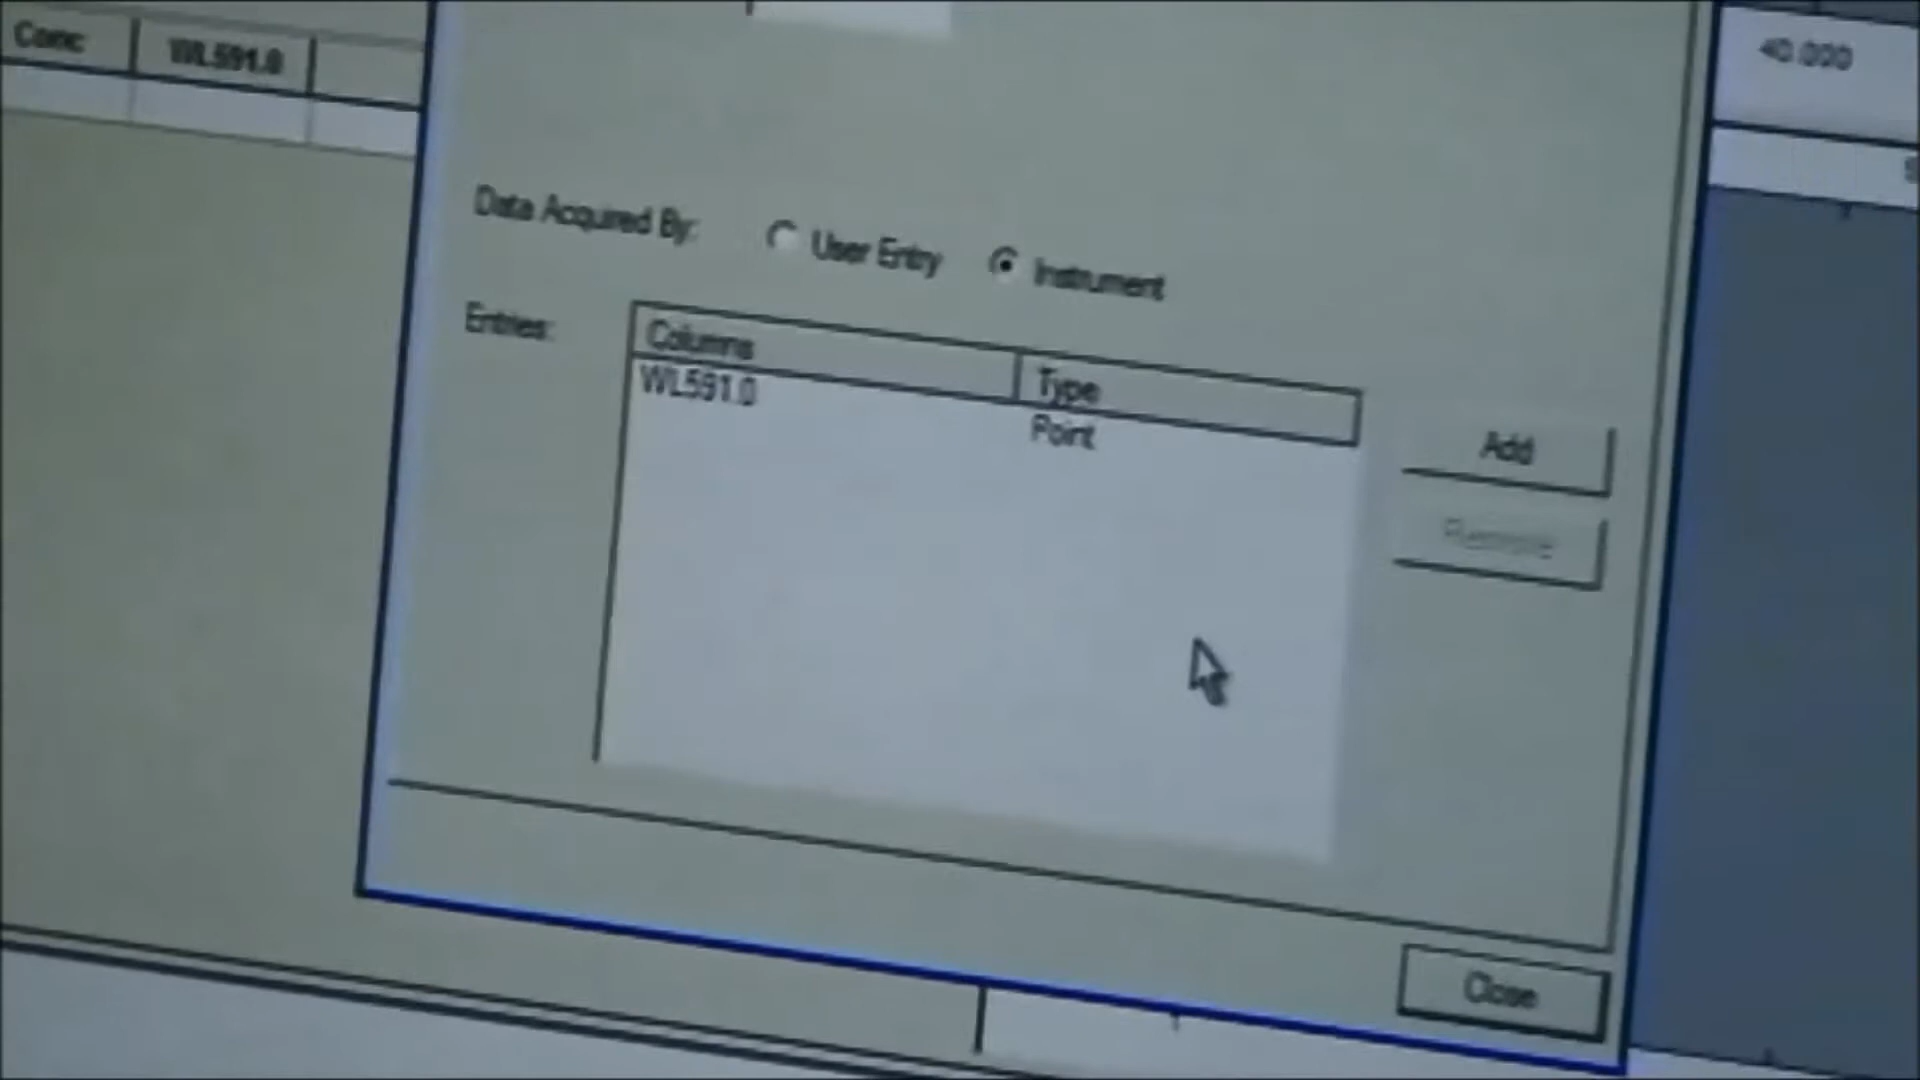 Conc WL591.0
40.000
Data Acquired By: User Entry Instrument
Entries:
Columns Type
WL591.0 Point
Add
Remove
Close